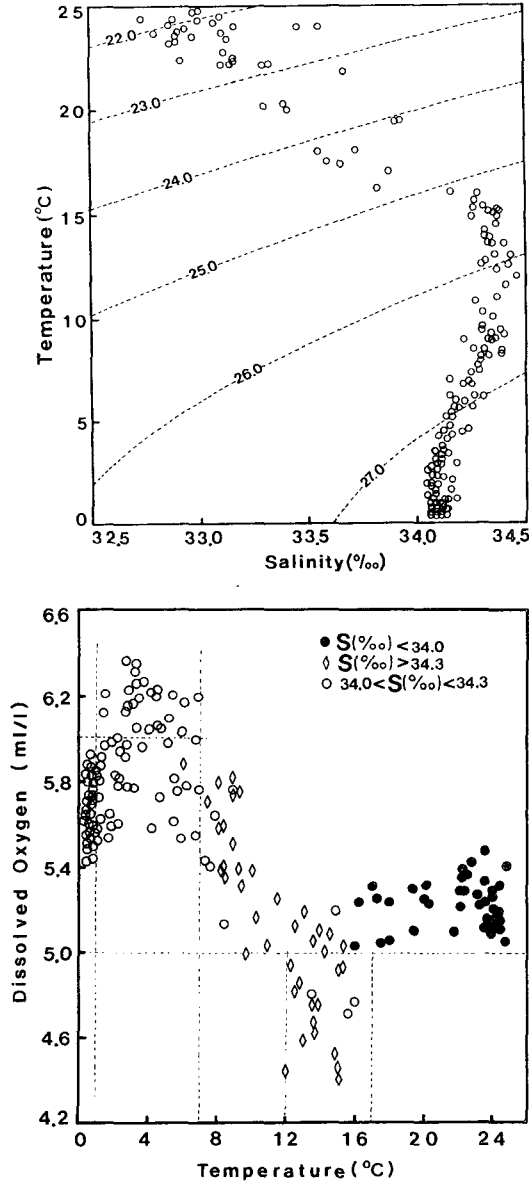 25
22.0
20
23.0
24.0
15
25.0
10
26.0
5
27.0
0
32.5 33.0 33.5 34.0 34.5
Temperature (°C)
Salinity(‰)
6.6
6.2
5.8
5.4
5.0
4.6
4.2
S(‰) <34.0
S(‰) >34.3
34.0< S(‰) <34.3
Dissolved Oxygen (ml/l)
0 4 8 12 16 20 24
Temperature (°C)